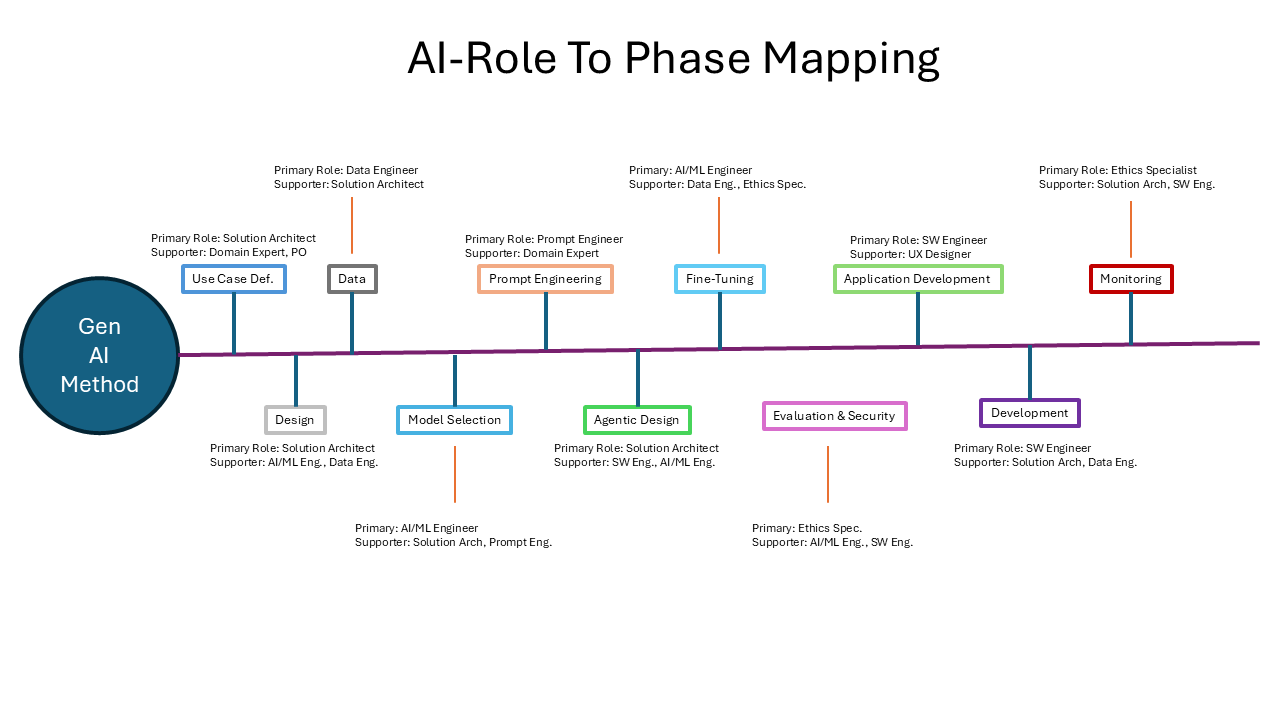 AI-Role To Phase Mapping
Primary Role: Data Engineer
Supporter: Solution Architect
Primary: AI/ML Engineer
Supporter: Data Eng., Ethics Spec.
Primary Role: Ethics Specialist
Supporter: Solution Arch, SW Eng.
Primary Role: Solution Architect
Supporter: Domain Expert, PO
Primary Role: Prompt Engineer
Supporter: Domain Expert
Primary Role: SW Engineer
Supporter: UX Designer
Use Case Def.
Data
Prompt Engineering
Fine-Tuning
Application Development
Monitoring
Gen
AI
Method
Design
Model Selection
Agentic Design
Evaluation & Security
Development
Primary Role: Solution Architect
Supporter: AI/ML Eng., Data Eng.
Primary Role: Solution Architect
Supporter: SW Eng., AI/ML Eng.
Primary Role: SW Engineer
Supporter: Solution Arch, Data Eng.
Primary: AI/ML Engineer
Supporter: Solution Arch, Prompt Eng.
Primary: Ethics Spec.
Supporter: AI/ML Eng., SW Eng.